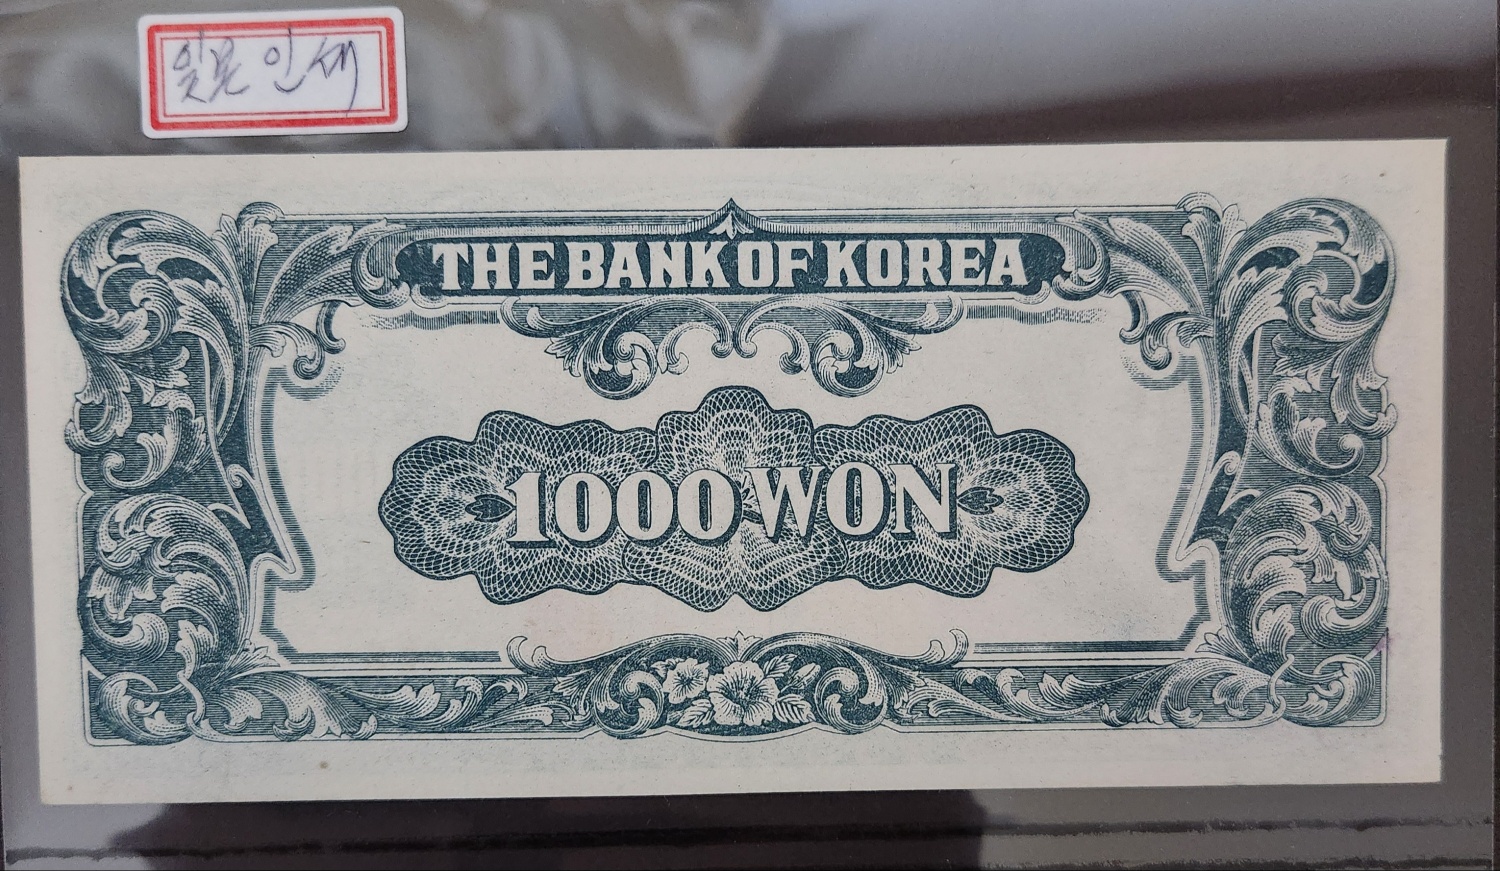 일본 인쇄
THE BANK OF KOREA
1000 WON